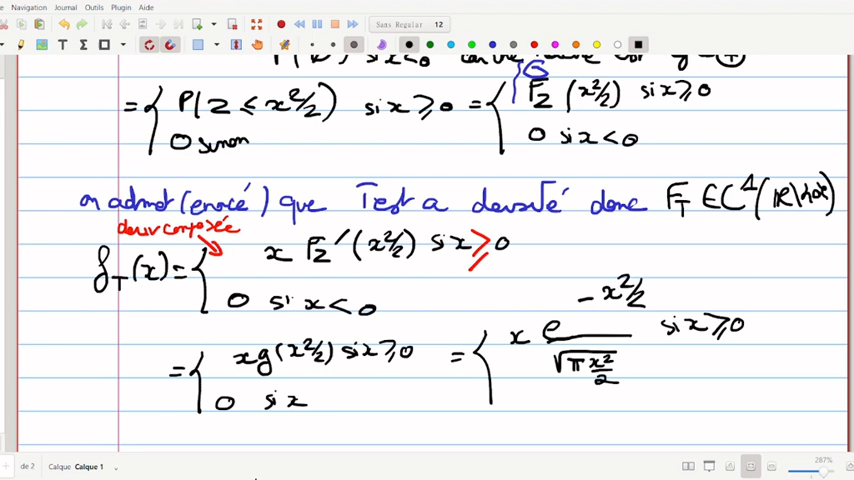 Navigation Journal Outils Plugin Aide
Sans Regular 12
= { P(Z ≤ x²/2) si x ≥ 0 = { F_Z (x²/2) si x ≥ 0
0 sinon 0 si x < 0
on admet (énoncé) que T est a densité donc F_T ∈ C¹(ℝ\{0})
deriv composée
f_T(x) = { x F_Z'(x²/2) si x ≥ 0
0 si x < 0
= { x g(x²/2) si x ≥ 0 = { x e^{-x²/2} / √(π x²/2) si x ≥ 0
0 si x
de 2 Calque Calque 1 287%